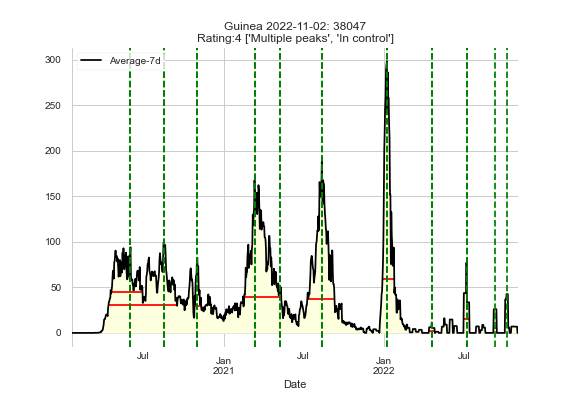 Guinea 2022-11-02: 38047
Rating:4 ['Multiple peaks', 'In control']
Average-7d
300
250
200
150
100
50
0
Jul
Jan
2021
Jul
Jan
2022
Jul
Date